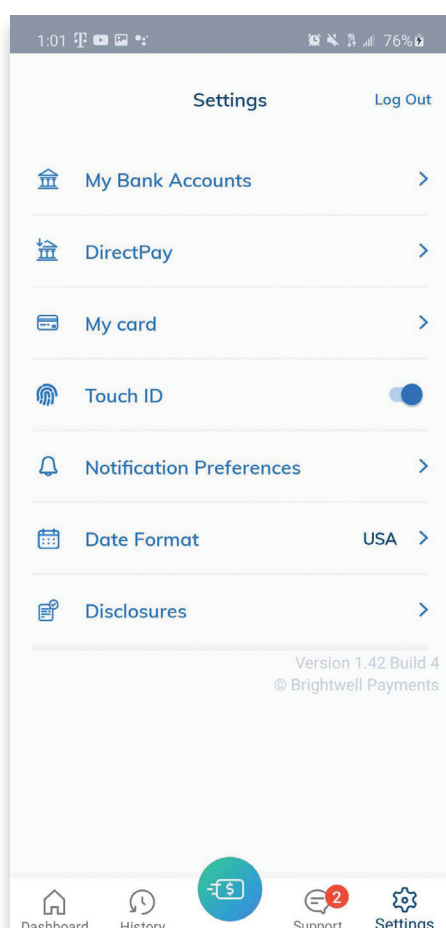 1:01 76%
Settings
Log Out
My Bank Accounts
DirectPay
My card
Touch ID
Notification Preferences
Date Format USA
Disclosures
Version 1.42 Build 4
© Brightwell Payments
$
2
Dashboard History Support Settings